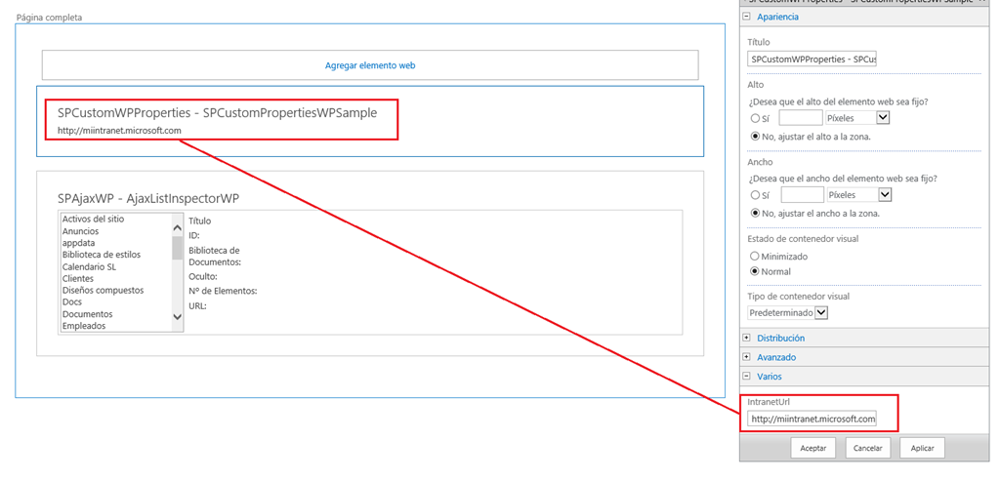 Página completa
Agregar elemento web
SPCustomWPProperties - SPCustomPropertiesWPSample
http://miintranet.microsoft.com
SPAjaxWP - AjaxListInspectorWP
Activos del sitio
Anuncios
appdata
Biblioteca de estilos
Calendario SL
Clientes
Diseños compuestos
Docs
Documentos
Empleados
Título
ID:
Biblioteca de
Documentos:
Oculto:
Nº de Elementos:
URL:
SPCustomWPProperties - SPCustomPropertiesWPSample
Apariencia
Título
SPCustomWPProperties - SPCus
Alto
¿Desea que el alto del elemento web sea fijo?
Sí Píxeles
No, ajustar el alto a la zona.
Ancho
¿Desea que el ancho del elemento web sea fijo?
Sí Píxeles
No, ajustar el ancho a la zona.
Estado de contenedor visual
Minimizado
Normal
Tipo de contenedor visual
Predeterminado
Distribución
Avanzado
Varios
IntranetUrl
http://miintranet.microsoft.com
Aceptar Cancelar Aplicar